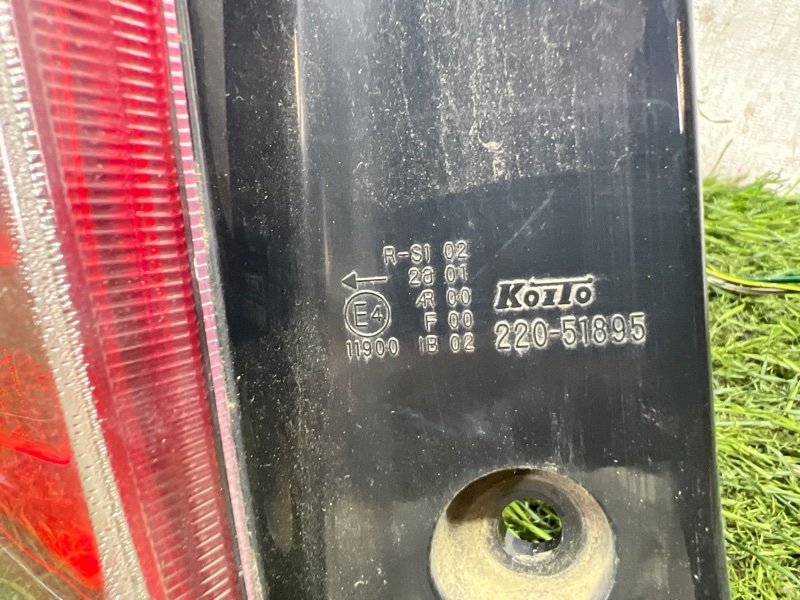 R-S1 02
← 2a 01
AR 00
E4 F 00
11900 IB 02
KOITO
220-51895